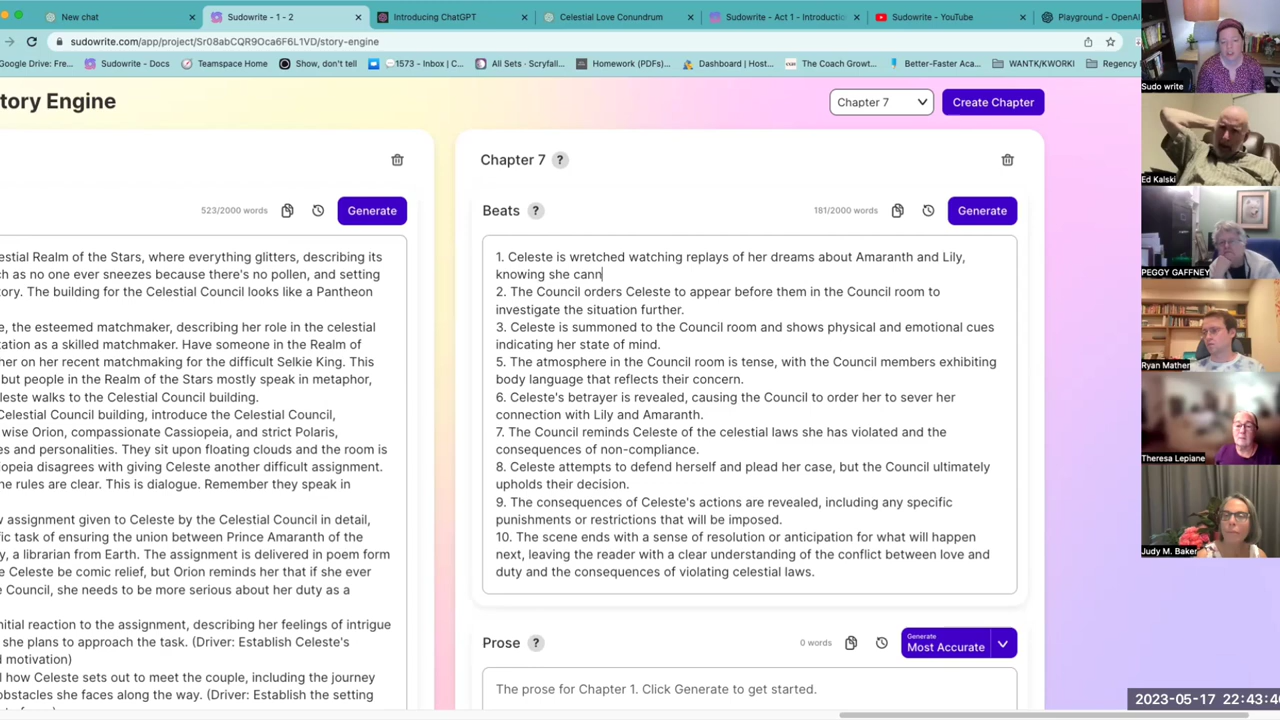 New chat
Sudowrite - 1 - 2
Introducing ChatGPT
Celestial Love Conundrum
Sudowrite - Act 1 - Introductio
Sudowrite - YouTube
Playground - OpenAI
sudowrite.com/app/project/Sr08abCQR9Oca6F6L1VD/story-engine
Google Drive: Fre...
Sudowrite - Docs
Teamspace Home
Show, don't tell
1573 - Inbox | C...
All Sets · Scryfall...
Homework (PDFs)...
Dashboard | Host...
The Coach Growt...
Better-Faster Aca...
WANTK/KWORKI
Regency
tory Engine
Chapter 7
Create Chapter
Chapter 7 ?
523/2000 words
Generate
Beats ?
181/2000 words
Generate
estial Realm of the Stars, where everything glitters, describing its
ch as no one ever sneezes because there's no pollen, and setting
tory. The building for the Celestial Council looks like a Pantheon
e, the esteemed matchmaker, describing her role in the celestial
tation as a skilled matchmaker. Have someone in the Realm of
her on her recent matchmaking for the difficult Selkie King. This
but people in the Realm of the Stars mostly speak in metaphor,
leste walks to the Celestial Council building.
Celestial Council building, introduce the Celestial Council,
wise Orion, compassionate Cassiopeia, and strict Polaris,
es and personalities. They sit upon floating clouds and the room is
iopeia disagrees with giving Celeste another difficult assignment.
he rules are clear. This is dialogue. Remember they speak in
w assignment given to Celeste by the Celestial Council in detail,
fic task of ensuring the union between Prince Amaranth of the
y, a librarian from Earth. The assignment is delivered in poem form
e Celeste be comic relief, but Orion reminds her that if she ever
e Council, she needs to be more serious about her duty as a
nitial reaction to the assignment, describing her feelings of intrigue
she plans to approach the task. (Driver: Establish Celeste's
d motivation)
l how Celeste sets out to meet the couple, including the journey
obstacles she faces along the way. (Driver: Establish the setting
1. Celeste is wretched watching replays of her dreams about Amaranth and Lily,
knowing she cann
2. The Council orders Celeste to appear before them in the Council room to
investigate the situation further.
3. Celeste is summoned to the Council room and shows physical and emotional cues
indicating her state of mind.
5. The atmosphere in the Council room is tense, with the Council members exhibiting
body language that reflects their concern.
6. Celeste's betrayer is revealed, causing the Council to order her to sever her
connection with Lily and Amaranth.
7. The Council reminds Celeste of the celestial laws she has violated and the
consequences of non-compliance.
8. Celeste attempts to defend herself and plead her case, but the Council ultimately
upholds their decision.
9. The consequences of Celeste's actions are revealed, including any specific
punishments or restrictions that will be imposed.
10. The scene ends with a sense of resolution or anticipation for what will happen
next, leaving the reader with a clear understanding of the conflict between love and
duty and the consequences of violating celestial laws.
Prose ?
0 words
Generate
Most Accurate
The prose for Chapter 1. Click Generate to get started.
Sudo write
Ed Kalski
PEGGY GAFFNEY
Ryan Mather
Theresa Lepiane
Judy M. Baker
2023-05-17 22:43:4